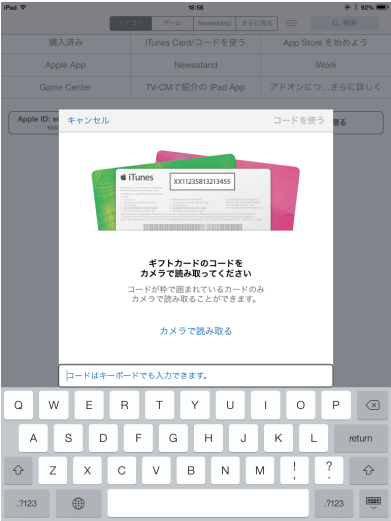 iPad 18:58 92%
カテゴリ ゲーム Newsstand さらに見る 検索
購入済み iTunes Card/コードを使う App Store を始めよう
Apple App Newsstand iWork
Game Center TV-CMで紹介の iPad App アドオンにつ…さらに詳しく
Apple ID:
キャンセル コードを使う
iTunes
XX11235813213455
ギフトカードのコードを
カメラで読み取ってください
コードが枠で囲まれているカードのみ
カメラで読み取ることができます。
カメラで読み取る
コードはキーボードでも入力できます。
Q W E R T Y U I O P
A S D F G H J K L return
Z X C V B N M ! , ? .
.?123 .?123